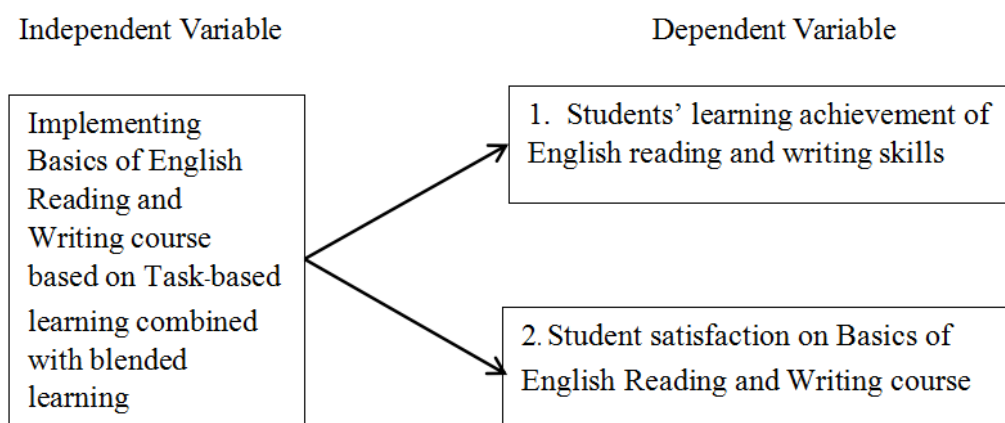 Independent Variable
Dependent Variable
Implementing
Basics of English
Reading and
Writing course
based on Task-based
learning combined
with blended
learning
1. Students’ learning achievement of
English reading and writing skills
2. Student satisfaction on Basics of
English Reading and Writing course